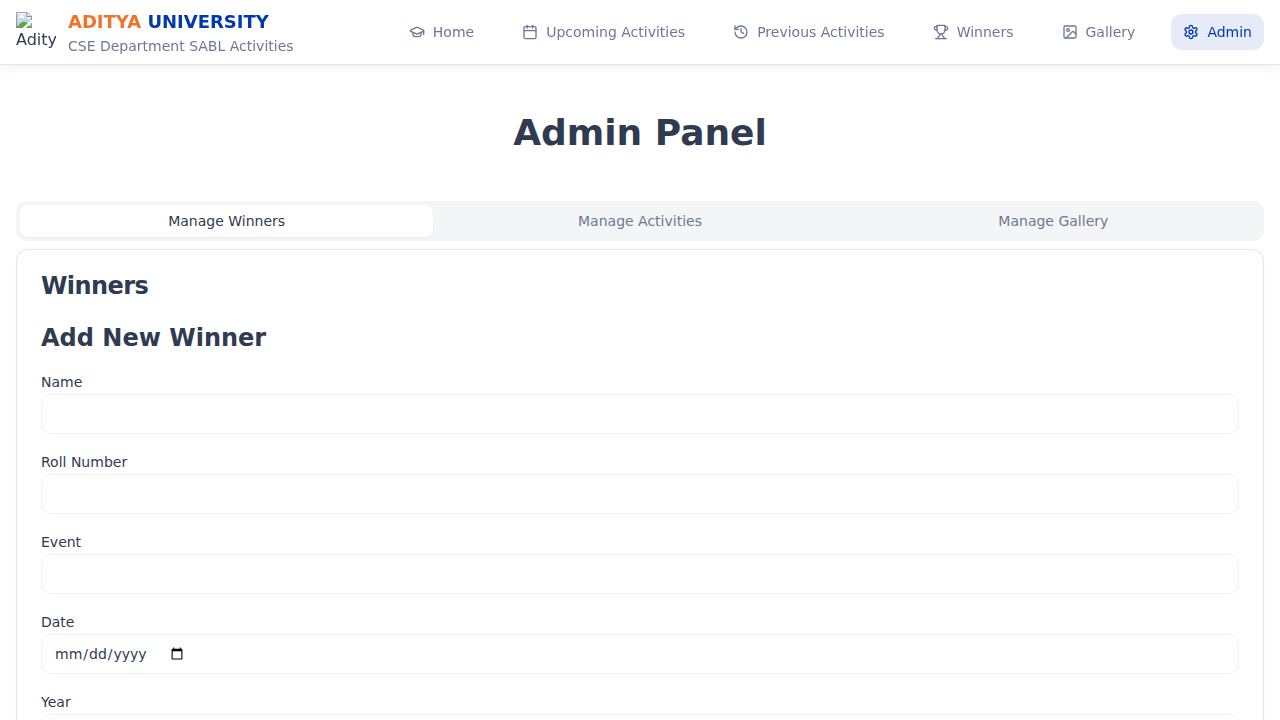 Adity
ADITYA UNIVERSITY
CSE Department SABL Activities
Home
Upcoming Activities
Previous Activities
Winners
Gallery
Admin
Admin Panel
Manage Winners
Manage Activities
Manage Gallery
Winners
Add New Winner
Name
Roll Number
Event
Date
mm/dd/yyyy
Year